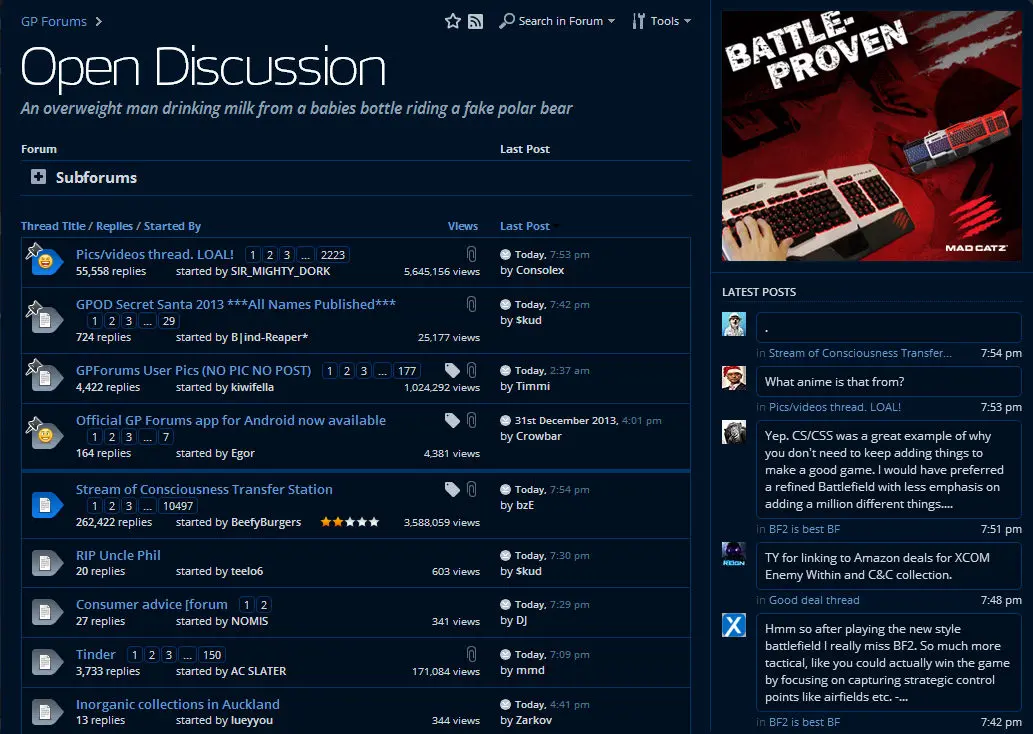 GP Forums
Search in Forum
Tools
Open Discussion
An overweight man drinking milk from a babies bottle riding a fake polar bear
Forum
Last Post
Subforums
Thread Title / Replies / Started By
Views
Last Post
Pics/videos thread. LOAL! 1 2 3 ... 2223
55,558 replies
started by SIR_MIGHTY_DORK
5,645,156 views
Today, 7:53 pm
by Consolex
GPOD Secret Santa 2013 ***All Names Published***
1 2 3 ... 29
724 replies
started by B|ind-Reaper*
25,177 views
Today, 7:42 pm
by $kud
GPForums User Pics (NO PIC NO POST) 1 2 3 ... 177
4,422 replies
started by kiwifella
1,024,292 views
Today, 2:37 am
by Timmi
Official GP Forums app for Android now available
1 2 3 ... 7
164 replies
started by Egor
4,381 views
31st December 2013, 4:01 pm
by Crowbar
Stream of Consciousness Transfer Station
1 2 3 ... 10497
262,422 replies
started by BeefyBurgers
3,588,059 views
Today, 7:54 pm
by bzE
RIP Uncle Phil
20 replies
started by teelo6
603 views
Today, 7:30 pm
by $kud
Consumer advice [forum 1 2
27 replies
started by NOMIS
341 views
Today, 7:29 pm
by DJ
Tinder 1 2 3 ... 150
3,733 replies
started by AC SLATER
171,084 views
Today, 7:09 pm
by mmd
Inorganic collections in Auckland
13 replies
started by lueyyou
344 views
Today, 4:41 pm
by Zarkov
BATTLE-
PROVEN
MAD CATZ
LATEST POSTS
.
in Stream of Consciousness Transfer...
7:54 pm
What anime is that from?
in Pics/videos thread. LOAL!
7:53 pm
Yep. CS/CSS was a great example of why
you don't need to keep adding things to
make a good game. I would have preferred
a refined Battlefield with less emphasis on
adding a million different things....
in BF2 is best BF
7:51 pm
REIGN
TY for linking to Amazon deals for XCOM
Enemy Within and C&C collection.
in Good deal thread
7:48 pm
X
Hmm so after playing the new style
battlefield I really miss BF2. So much more
tactical, like you could actually win the game
by focusing on capturing strategic control
points like airfields etc. -...
in BF2 is best BF
7:42 pm